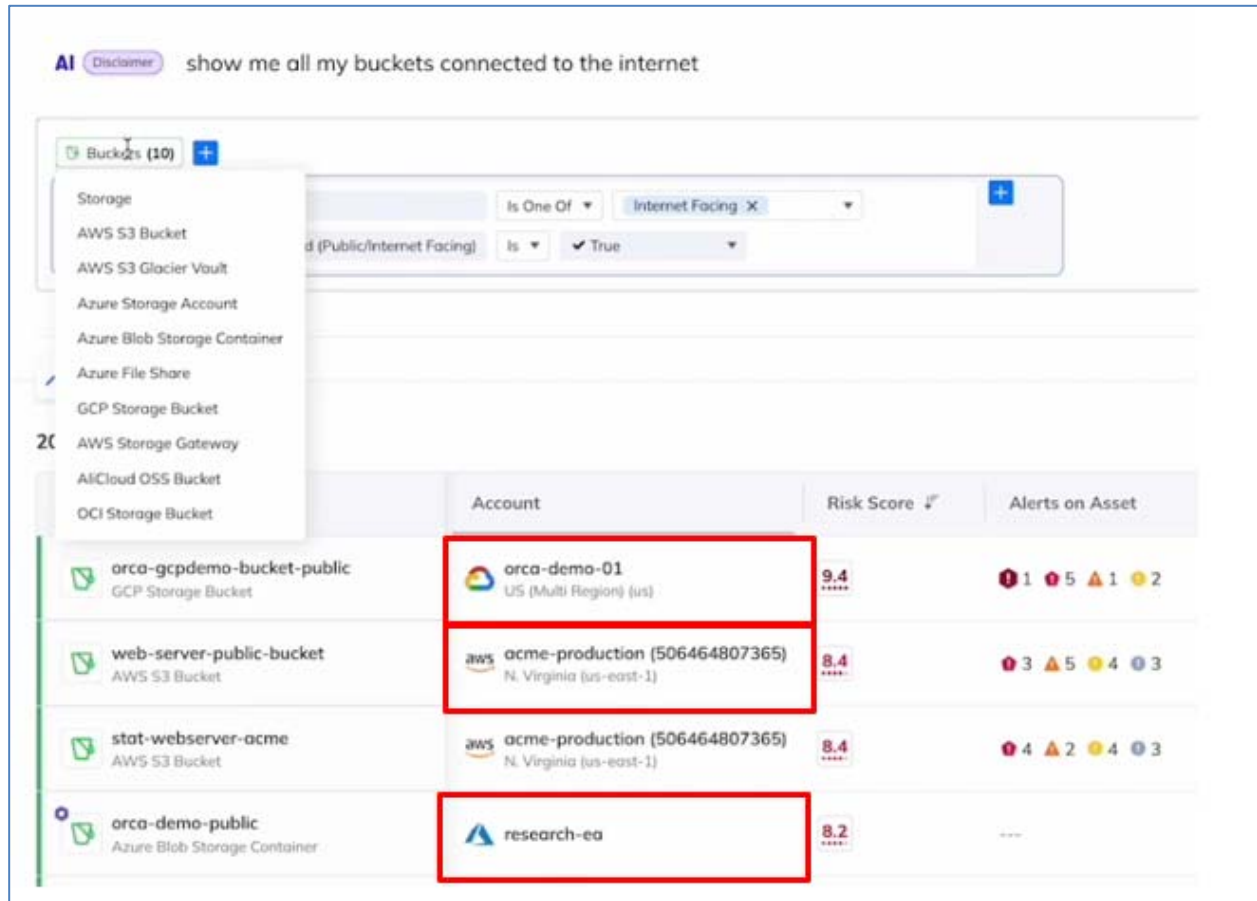 AI Disclaimer show me all my buckets connected to the internet
Buckets (10) +
Storage
Is One Of Internet Facing X +
AWS S3 Bucket
d (Public/Internet Facing) Is True
AWS S3 Glacier Vault
Azure Storage Account
Azure Blob Storage Container
Azure File Share
GCP Storage Bucket
20
AWS Storage Gateway
AliCloud OSS Bucket
OCI Storage Bucket
Account Risk Score Alerts on Asset
orca-gcpdemo-bucket-public orca-demo-01 9.4 1 5 1 2
GCP Storage Bucket US (Multi Region) (us)
web-server-public-bucket aws acme-production (506464807365) 8.4 3 5 4 3
AWS S3 Bucket N. Virginia (us-east-1)
stat-webserver-acme aws acme-production (506464807365) 8.4 4 2 4 3
AWS S3 Bucket N. Virginia (us-east-1)
orca-demo-public research-ea 8.2 ---
Azure Blob Storage Container